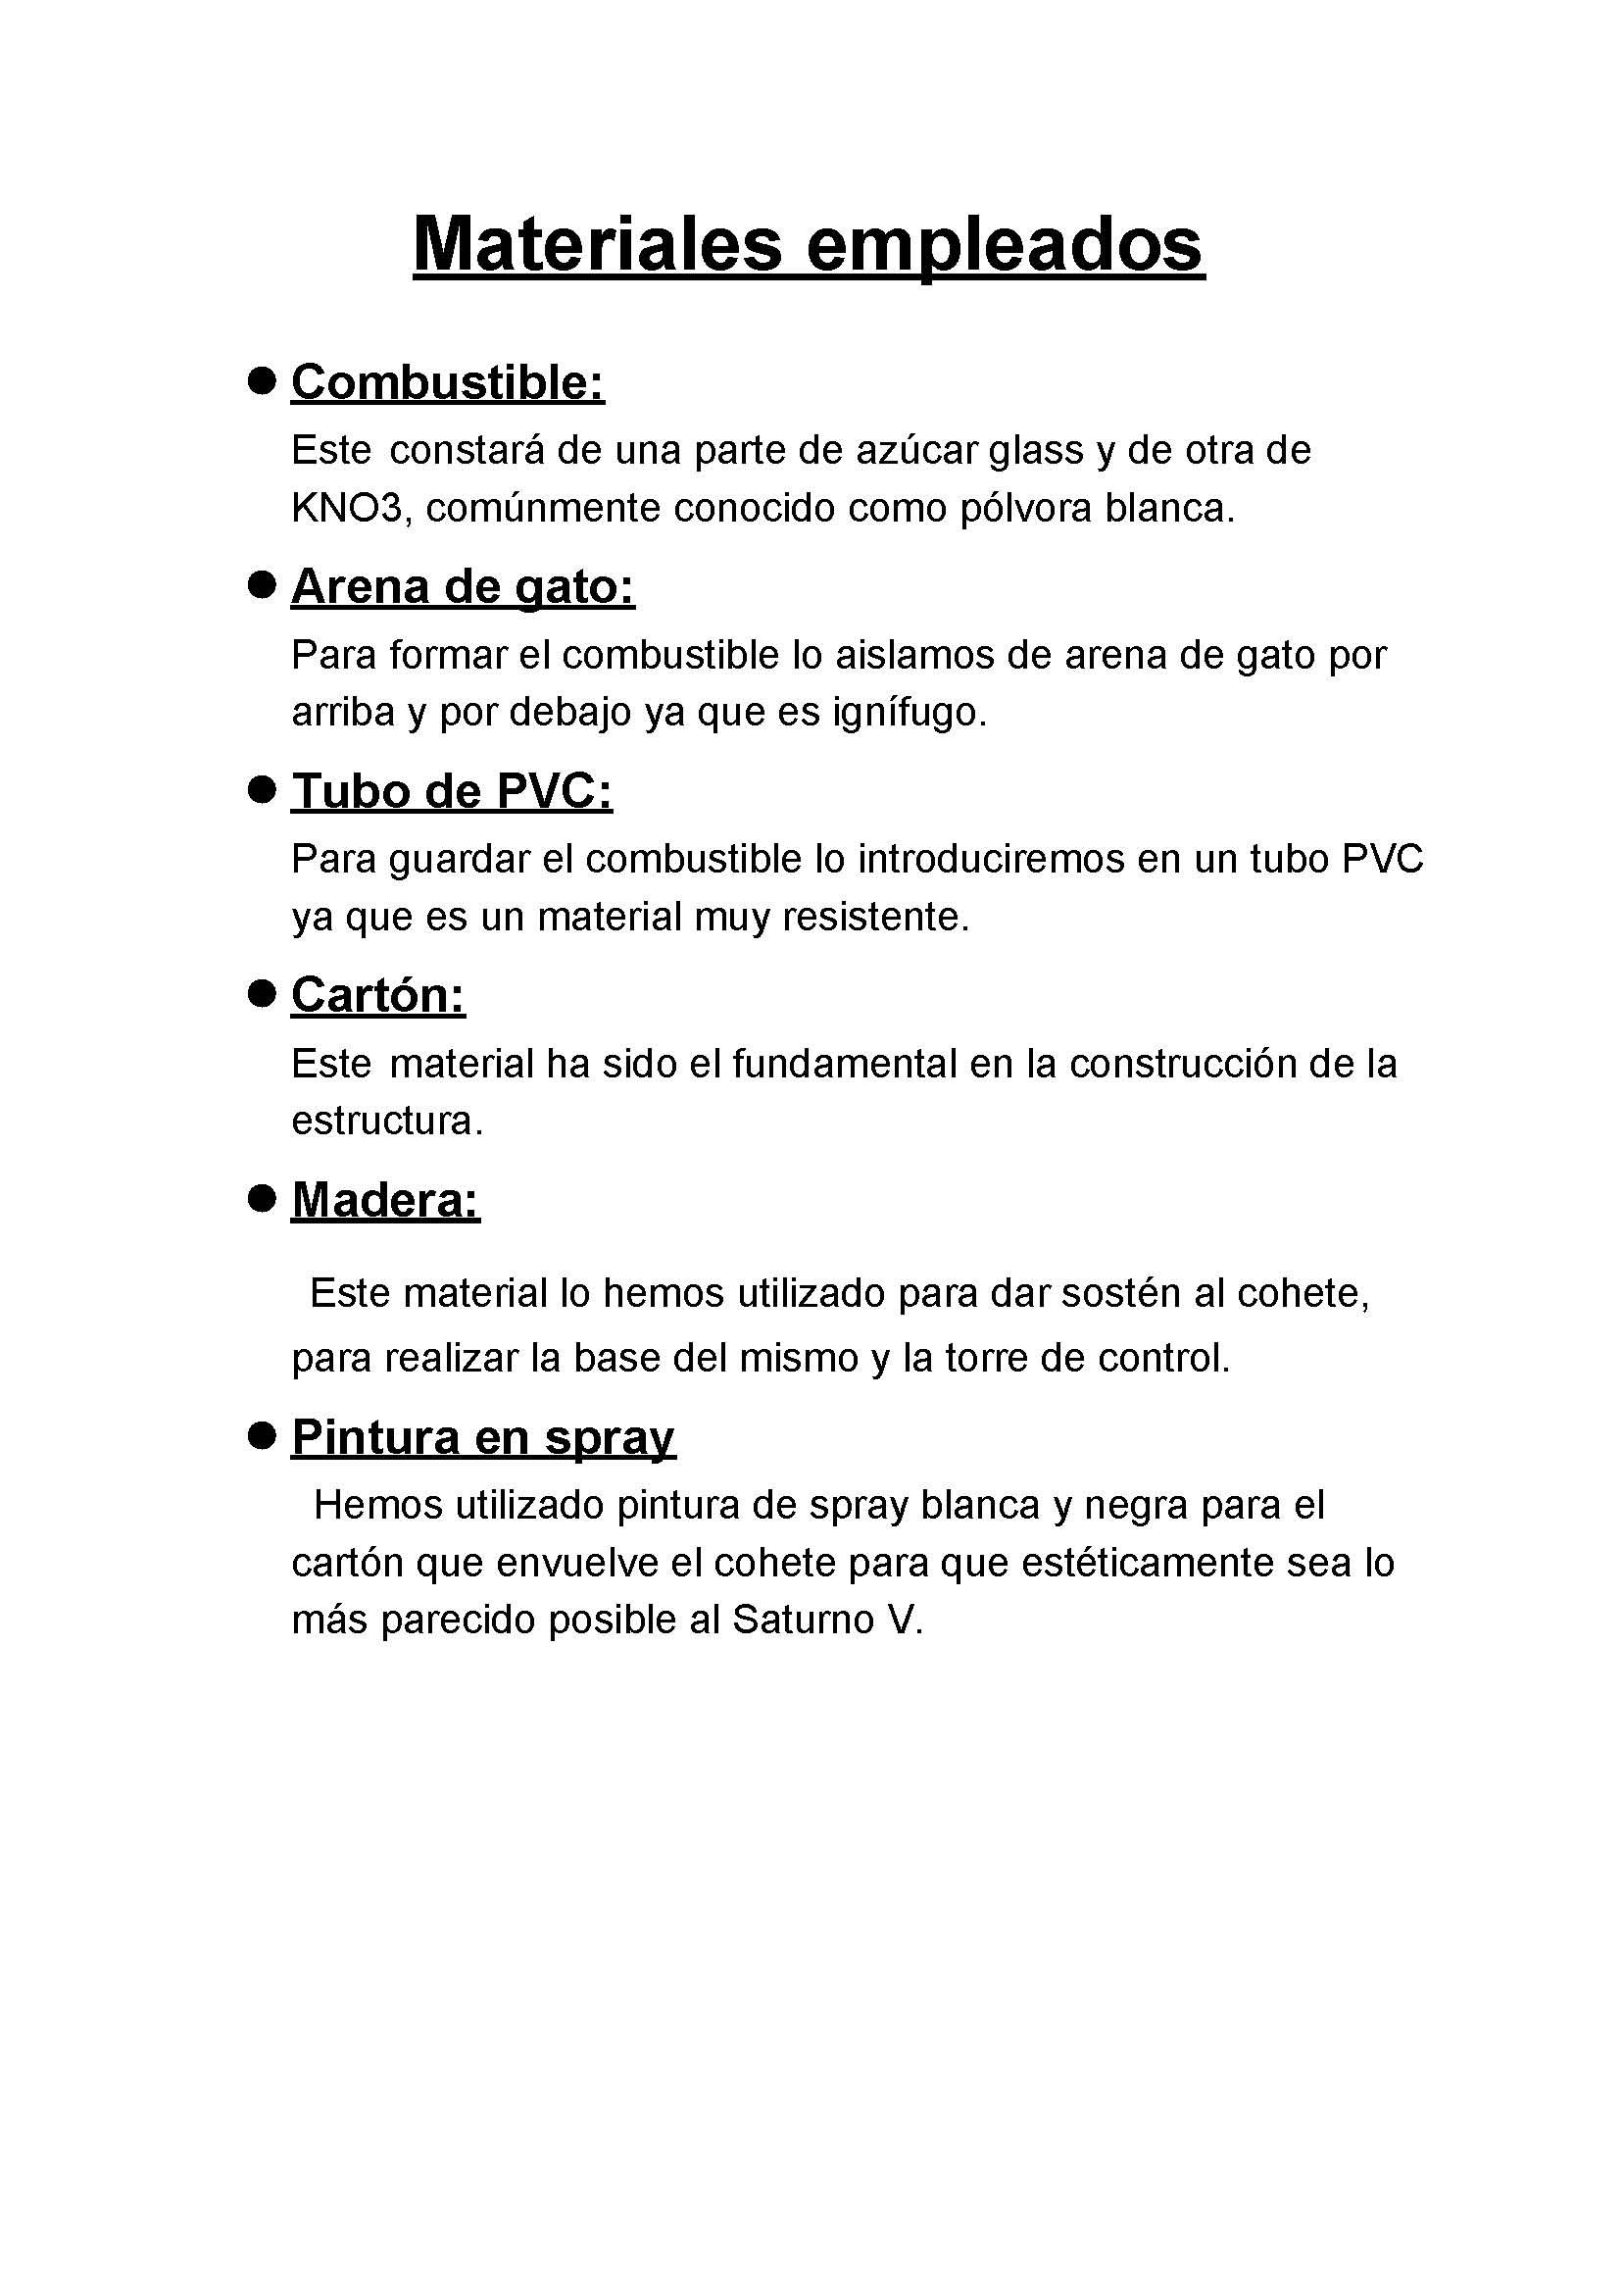 Materiales empleados
● Combustible:
Este constará de una parte de azúcar glass y de otra de
KNO3, comúnmente conocido como pólvora blanca.
● Arena de gato:
Para formar el combustible lo aislamos de arena de gato por
arriba y por debajo ya que es ignífugo.
● Tubo de PVC:
Para guardar el combustible lo introduciremos en un tubo PVC
ya que es un material muy resistente.
● Cartón:
Este material ha sido el fundamental en la construcción de la
estructura.
● Madera:
Este material lo hemos utilizado para dar sostén al cohete,
para realizar la base del mismo y la torre de control.
● Pintura en spray
Hemos utilizado pintura de spray blanca y negra para el
cartón que envuelve el cohete para que estéticamente sea lo
más parecido posible al Saturno V.